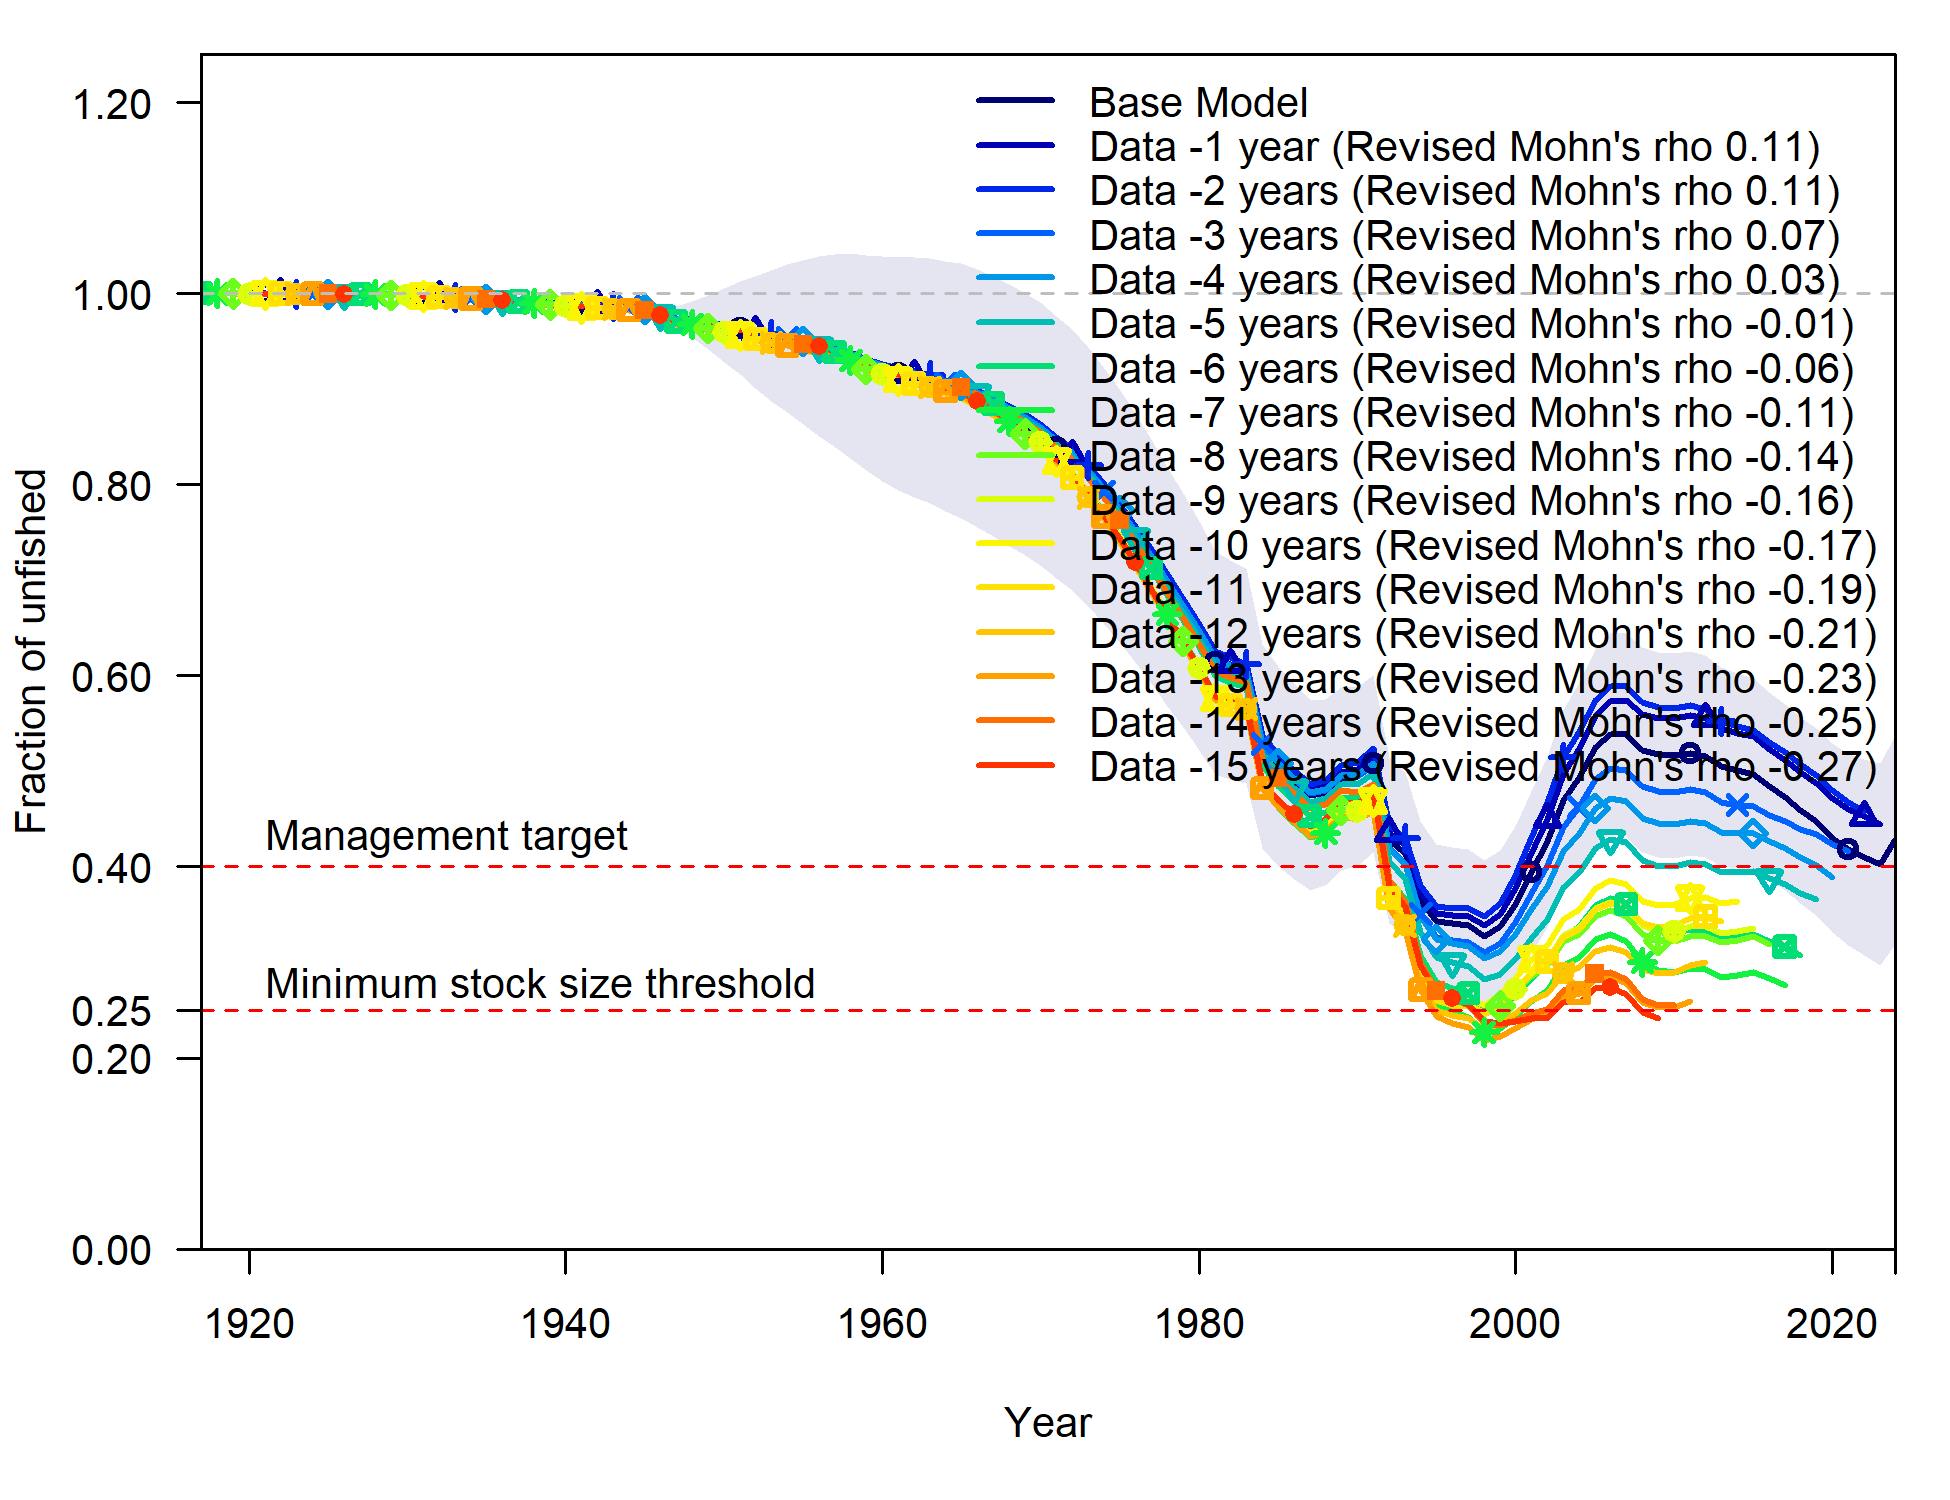 1.20
1.00
0.80
0.60
0.40
0.25
0.20
0.00
Fraction of unfished
Base Model
Data -1 year (Revised Mohn's rho 0.11)
Data -2 years (Revised Mohn's rho 0.11)
Data -3 years (Revised Mohn's rho 0.07)
Data -4 years (Revised Mohn's rho 0.03)
Data -5 years (Revised Mohn's rho -0.01)
Data -6 years (Revised Mohn's rho -0.06)
Data -7 years (Revised Mohn's rho -0.11)
Data -8 years (Revised Mohn's rho -0.14)
Data -9 years (Revised Mohn's rho -0.16)
Data -10 years (Revised Mohn's rho -0.17)
Data -11 years (Revised Mohn's rho -0.19)
Data -12 years (Revised Mohn's rho -0.21)
Data -13 years (Revised Mohn's rho -0.23)
Data -14 years (Revised Mohn's rho -0.25)
Data -15 years (Revised Mohn's rho -0.27)
Management target
Minimum stock size threshold
1920 1940 1960 1980 2000 2020
Year